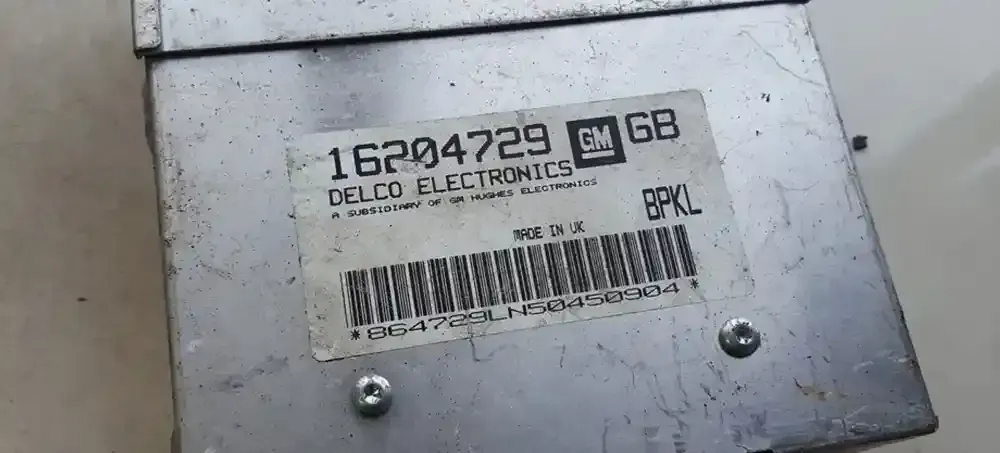 16204729 GM GB
DELCO ELECTRONICS
A SUBSIDIARY OF GM HUGHES ELECTRONICS
BPKL
MADE IN UK
*864729LN50450904*